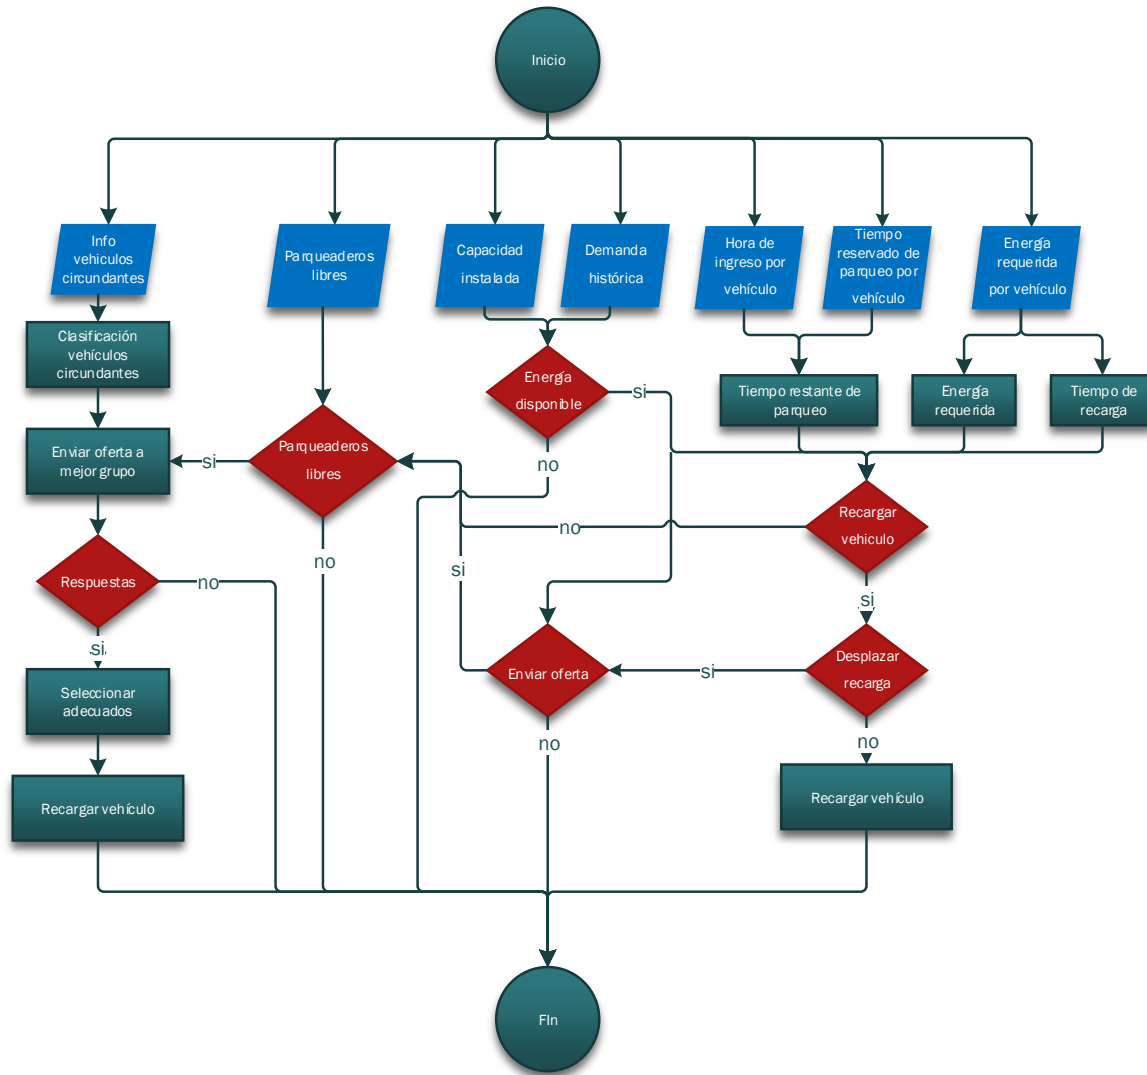 Inicio
Info
vehiculos
circundantes
Parqueaderos
libres
Capacidad
instalada
Demanda
histórica
Hora de
ingreso por
vehículo
Tiempo
reservado de
parqueo por
vehículo
Energía
requerida
por vehículo
Clasificación
vehículos
circundantes
Energía
disponible
si
no
Tiempo restante de
parqueo
Energía
requerida
Tiempo de
recarga
Enviar oferta a
mejor grupo
si
Parqueaderos
libres
no
Recargar
vehiculo
no
si
Respuestas
no
si
si
Enviar oferta
no
si
Desplazar
recarga
no
Seleccionar
adecuados
Recargar vehículo
Recargar vehículo
FIn